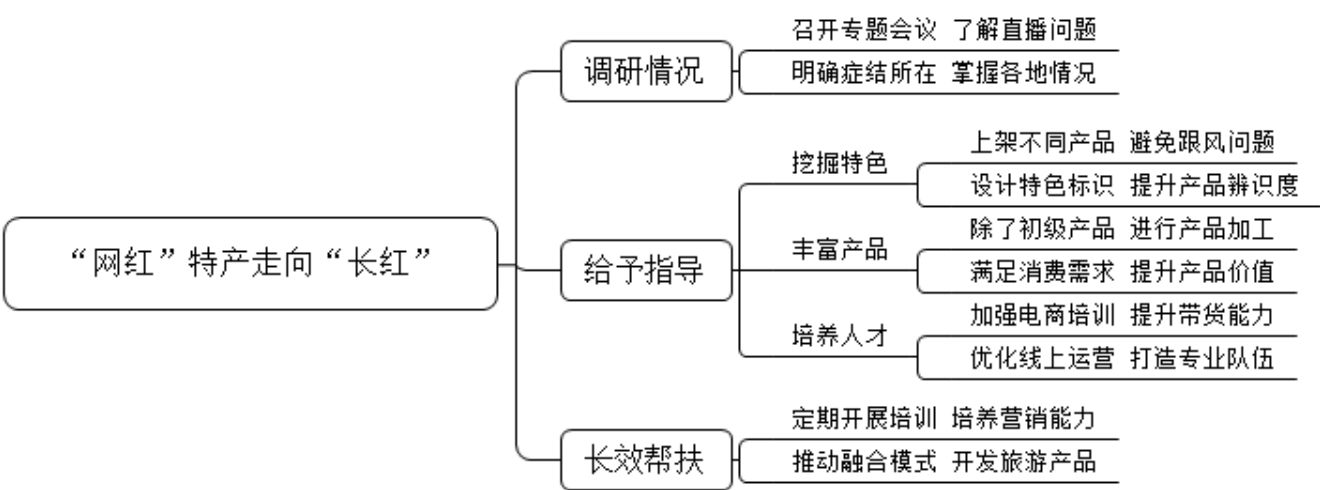 “网红”特产走向“长红”
调研情况
召开专题会议 了解直播问题
明确症结所在 掌握各地情况
给予指导
挖掘特色
上架不同产品 避免跟风问题
设计特色标识 提升产品辨识度
丰富产品
除了初级产品 进行产品加工
满足消费需求 提升产品价值
培养人才
加强电商培训 提升带货能力
优化线上运营 打造专业队伍
长效帮扶
定期开展培训 培养营销能力
推动融合模式 开发旅游产品